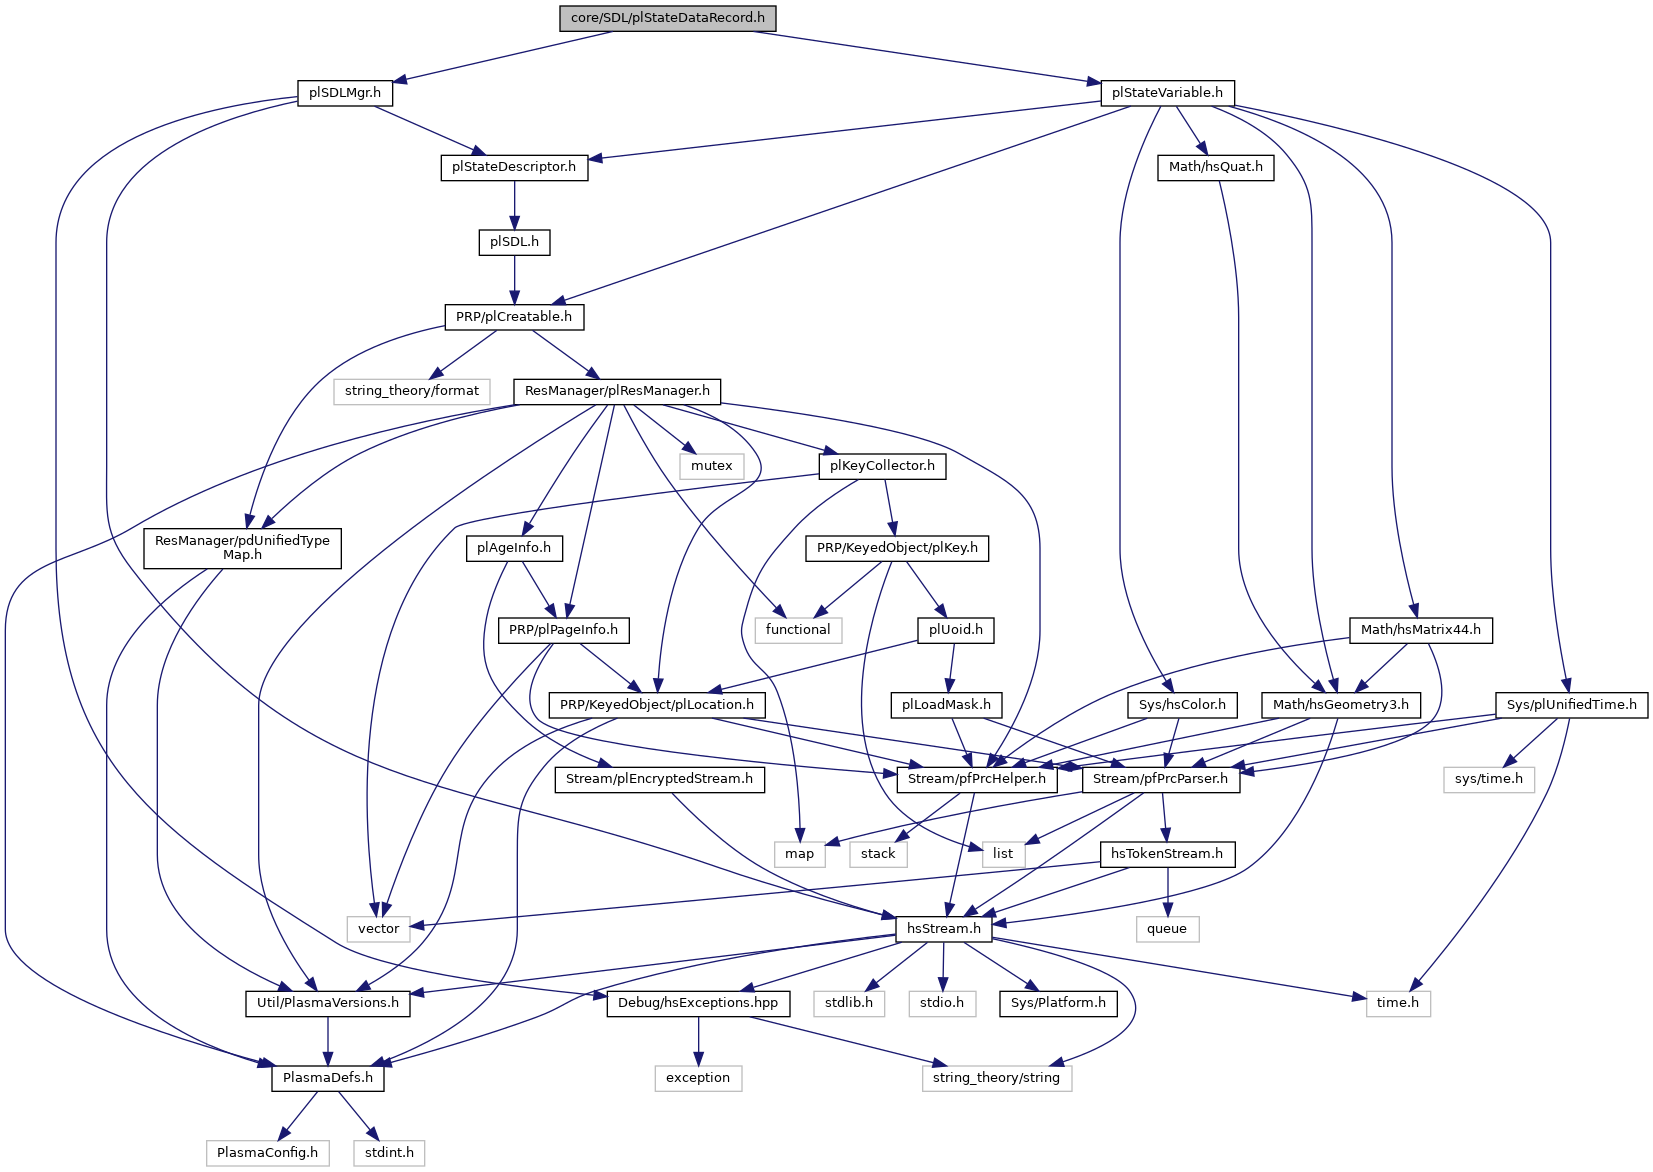 core/SDL/plStateDataRecord.h
plSDLMgr.h
plStateVariable.h
plStateDescriptor.h
Math/hsQuat.h
plSDL.h
PRP/plCreatable.h
string_theory/format
ResManager/plResManager.h
mutex
plKeyCollector.h
ResManager/pdUnifiedType
Map.h
plAgeInfo.h
PRP/KeyedObject/plKey.h
PRP/plPageInfo.h
functional
plUoid.h
Math/hsMatrix44.h
PRP/KeyedObject/plLocation.h
plLoadMask.h
Sys/hsColor.h
Math/hsGeometry3.h
Sys/plUnifiedTime.h
Stream/plEncryptedStream.h
Stream/pfPrcHelper.h
Stream/pfPrcParser.h
sys/time.h
map
stack
list
hsTokenStream.h
vector
hsStream.h
queue
Util/PlasmaVersions.h
Debug/hsExceptions.hpp
stdlib.h
stdio.h
Sys/Platform.h
time.h
PlasmaDefs.h
exception
string_theory/string
PlasmaConfig.h
stdint.h